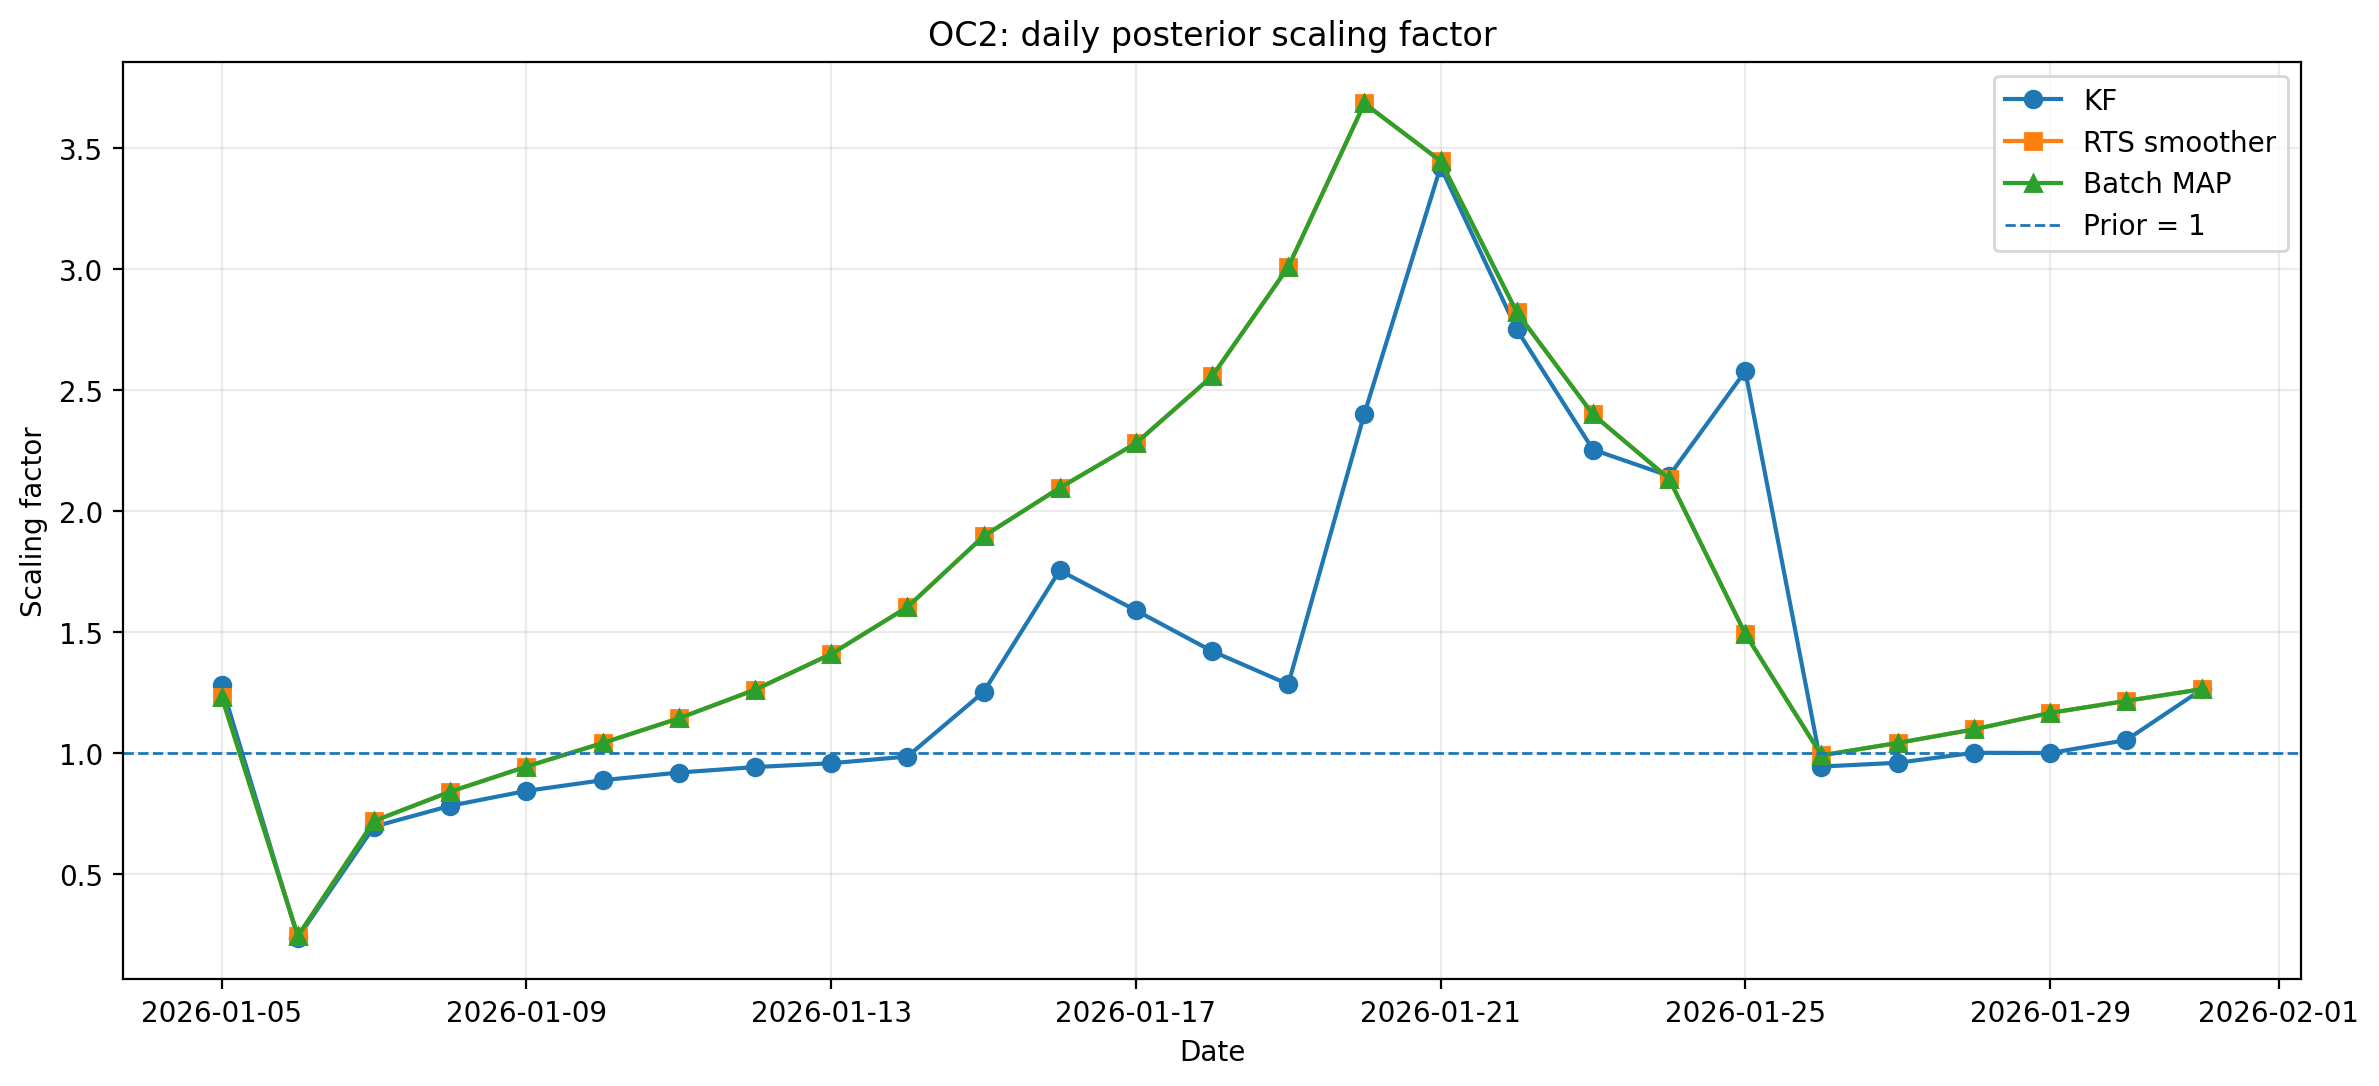 OC2: daily posterior scaling factor
KF
RTS smoother
Batch MAP
Prior = 1
Scaling factor
3.5
3.0
2.5
2.0
1.5
1.0
0.5
2026-01-05 2026-01-09 2026-01-13 2026-01-17 2026-01-21 2026-01-25 2026-01-29 2026-02-01
Date